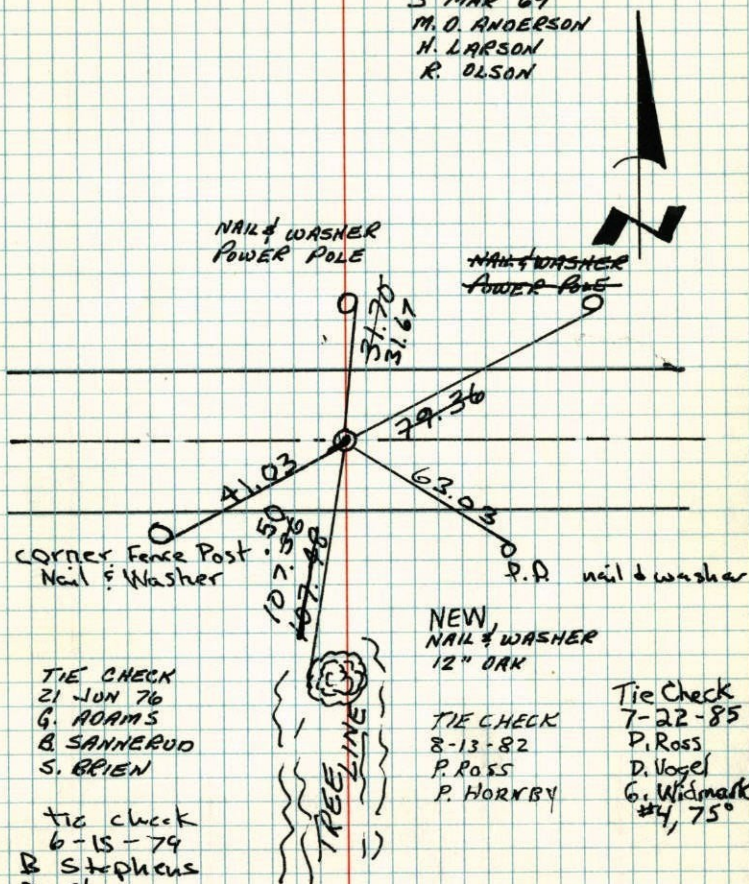 M.O. ANDERSON
H. LARSON
R. OLSON
N
NAIL & WASHER
POWER POLE
NAIL & WASHER
POWER POLE
31.70
31.67
79.36
41.03
63.03
107.48
corner Fence Post
Nail & Washer
P.P. nail & washer
NEW,
NAIL & WASHER
12" OAK
TREE LINE
TIE CHECK
21 JUN 76
G. ADAMS
B. SANNERUD
S. BRIEN
TIE CHECK
8-13-82
P. ROSS
P. HORNBY
Tie Check
7-22-85
P. Ross
D. Vogel
G. Widmark
#4, 75°
tie check
6-15-79
B Stephens